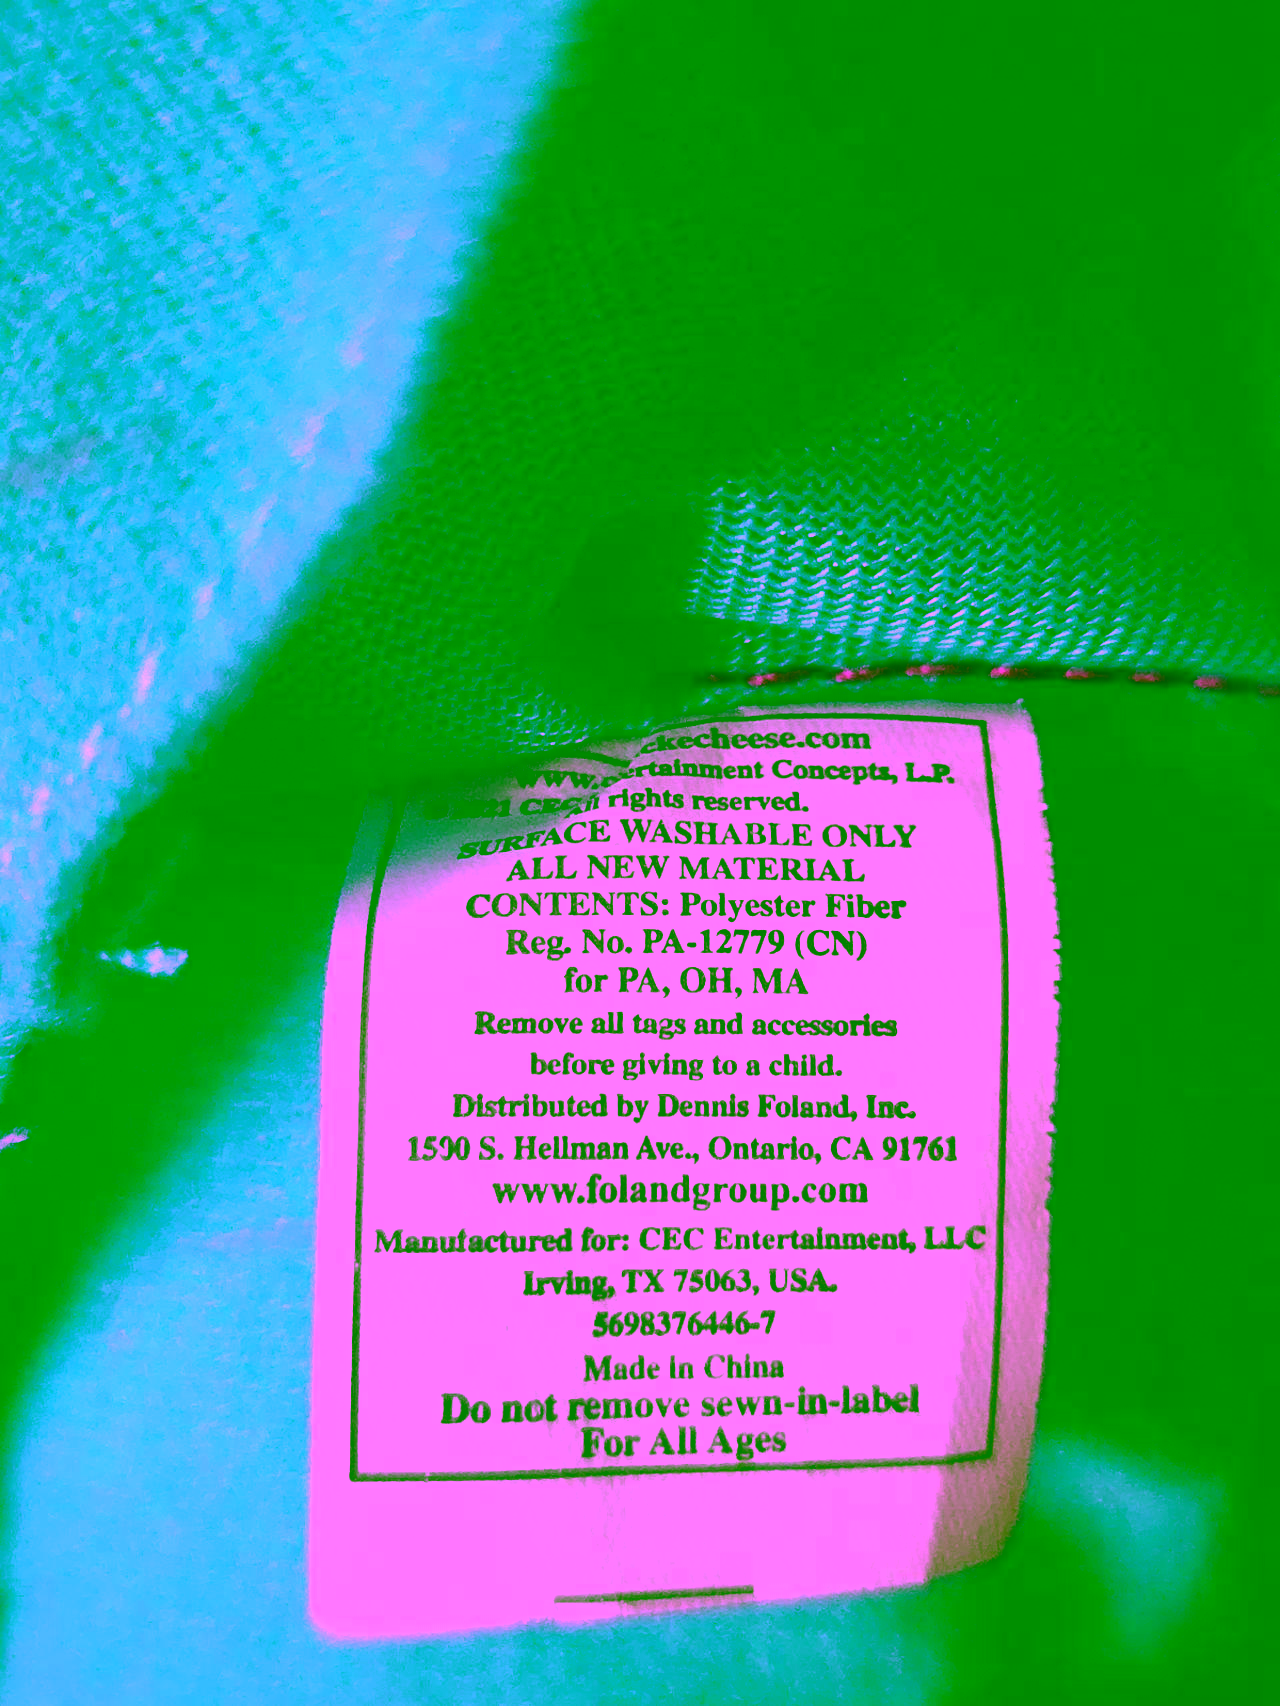 ckecheese.com
www. ertainment Concepts, L.P.
rights reserved.
SURFACE WASHABLE ONLY
ALL NEW MATERIAL
CONTENTS: Polyester Fiber
Reg. No. PA-12779 (CN)
for PA, OH, MA
Remove all tags and accessories
before giving to a child.
Distributed by Dennis Foland, Inc.
1590 S. Hellman Ave., Ontario, CA 91761
www.folandgroup.com
Manufactured for: CEC Entertainment, LLC
Irving, TX 75063, USA.
5698376446-7
Made in China
Do not remove sewn-in-label
For All Ages